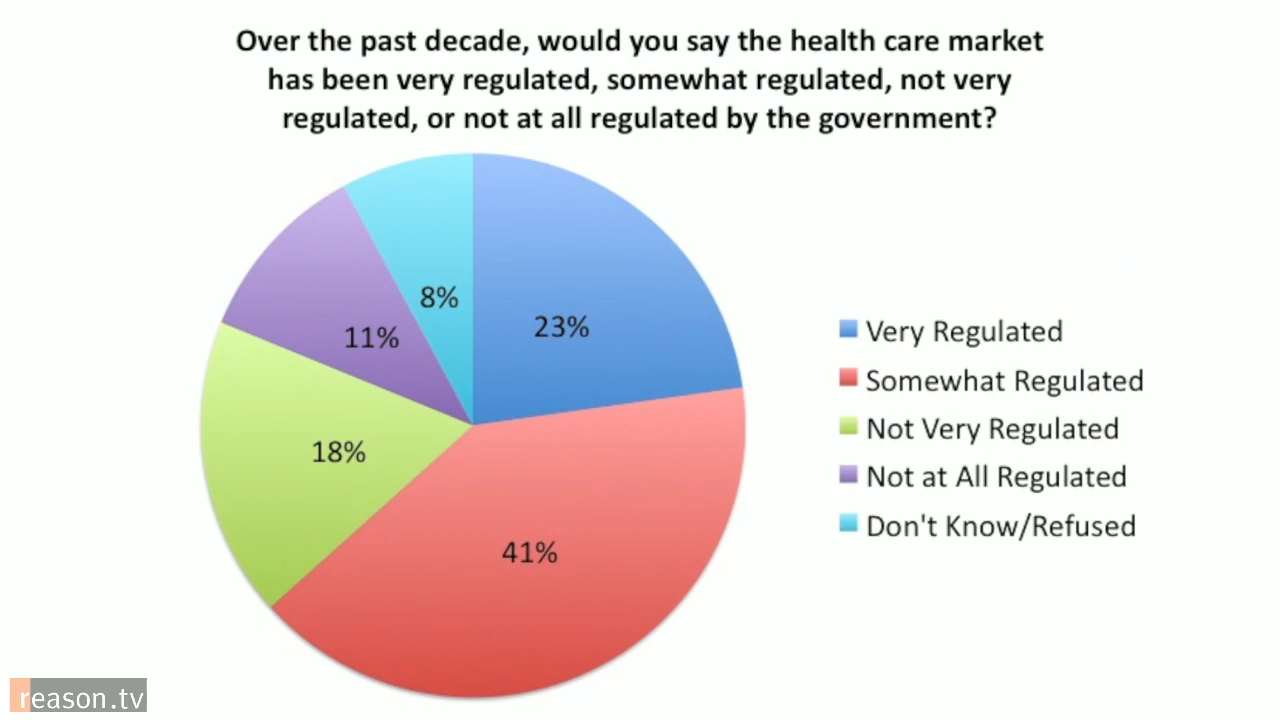 Over the past decade, would you say the health care market
has been very regulated, somewhat regulated, not very
regulated, or not at all regulated by the government?
8%
23%
11%
18%
41%
Very Regulated
Somewhat Regulated
Not Very Regulated
Not at All Regulated
Don't Know/Refused
reason.tv